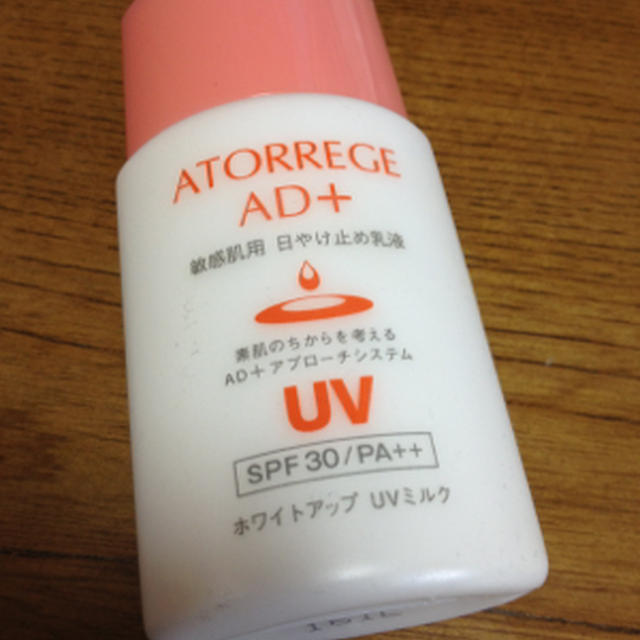 ATORREGE
AD+
敏感肌用 日やけ止め乳液
素肌のちからを考える
AD+アプローチシステム
UV
SPF30/PA++
ホワイトアップ UVミルク